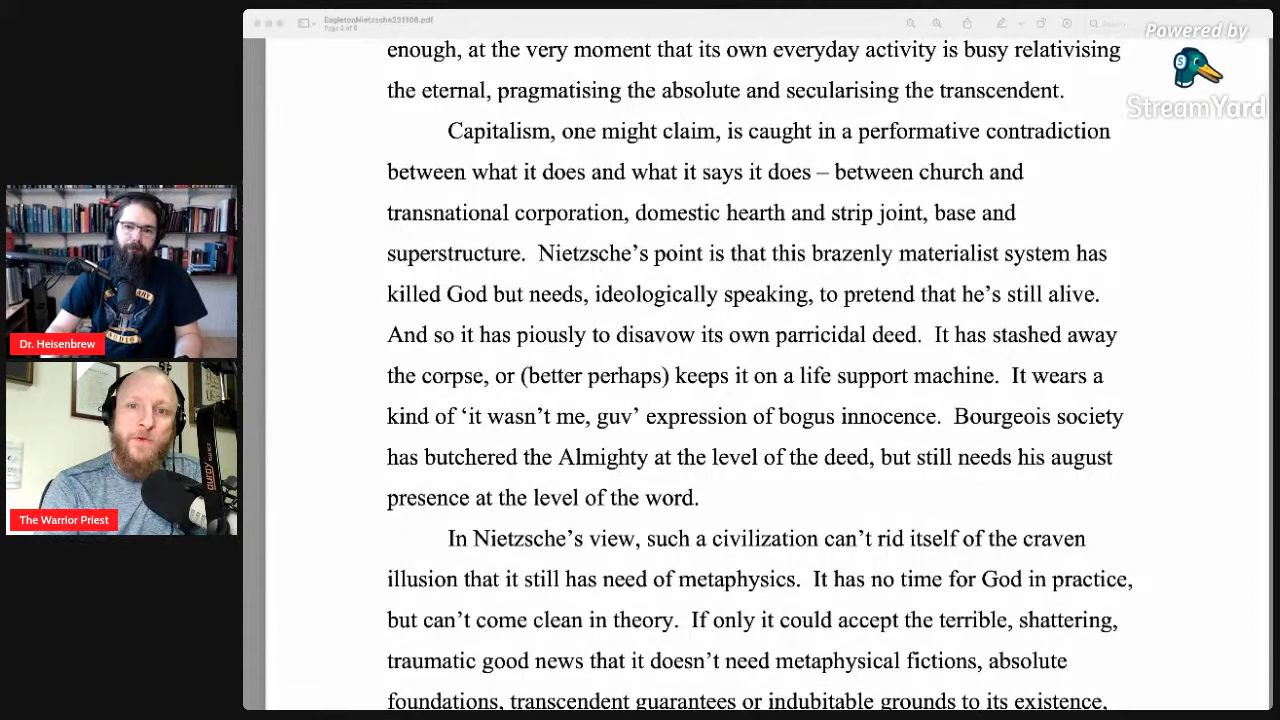 EagletonNietzsche231108.pdf
Powered by
StreamYard
enough, at the very moment that its own everyday activity is busy relativising
the eternal, pragmatising the absolute and secularising the transcendent.
Capitalism, one might claim, is caught in a performative contradiction
between what it does and what it says it does – between church and
transnational corporation, domestic hearth and strip joint, base and
superstructure.  Nietzsche’s point is that this brazenly materialist system has
killed God but needs, ideologically speaking, to pretend that he’s still alive.
And so it has piously to disavow its own parricidal deed.  It has stashed away
the corpse, or (better perhaps) keeps it on a life support machine.  It wears a
kind of ‘it wasn’t me, guv’ expression of bogus innocence.  Bourgeois society
has butchered the Almighty at the level of the deed, but still needs his august
presence at the level of the word.
In Nietzsche’s view, such a civilization can’t rid itself of the craven
illusion that it still has need of metaphysics.  It has no time for God in practice,
but can’t come clean in theory.  If only it could accept the terrible, shattering,
traumatic good news that it doesn’t need metaphysical fictions, absolute
foundations, transcendent guarantees or indubitable grounds to its existence,
Dr. Heisenbrew
The Warrior Priest